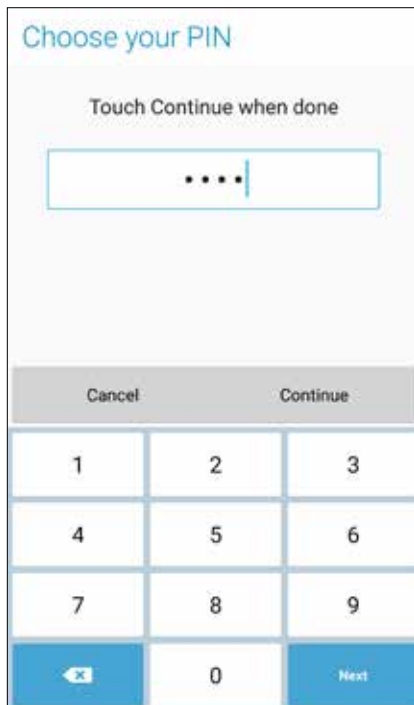 Choose your PIN
Touch Continue when done
••••
Cancel Continue
1 2 3
4 5 6
7 8 9
0 Next